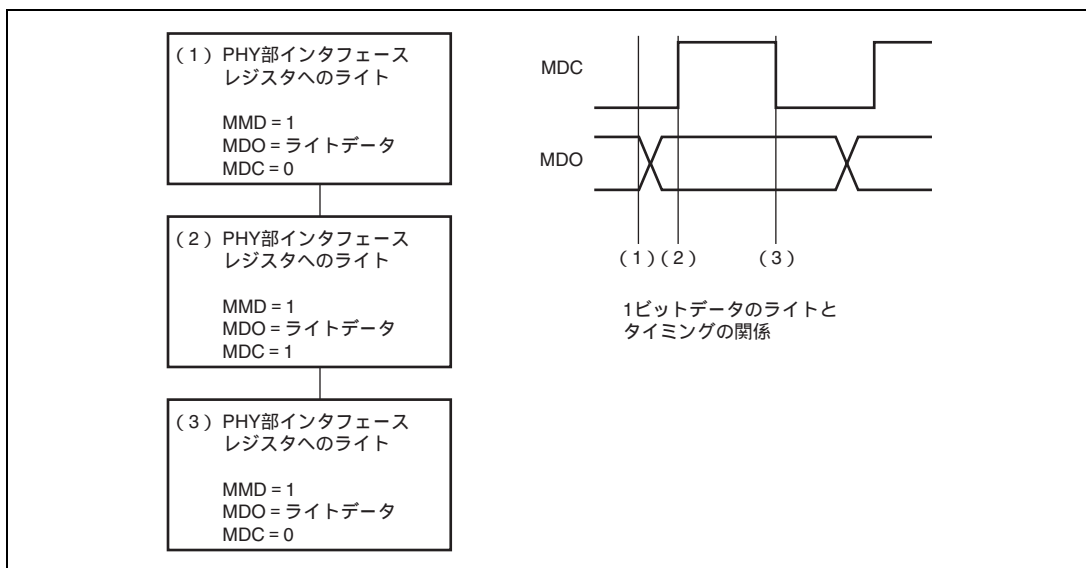 (1) PHY部インタフェース
レジスタへのライト
MMD = 1
MDO = ライトデータ
MDC = 0
(2) PHY部インタフェース
レジスタへのライト
MMD = 1
MDO = ライトデータ
MDC = 1
(3) PHY部インタフェース
レジスタへのライト
MMD = 1
MDO = ライトデータ
MDC = 0
MDC
MDO
(1)(2) (3)
1ビットデータのライトと
タイミングの関係